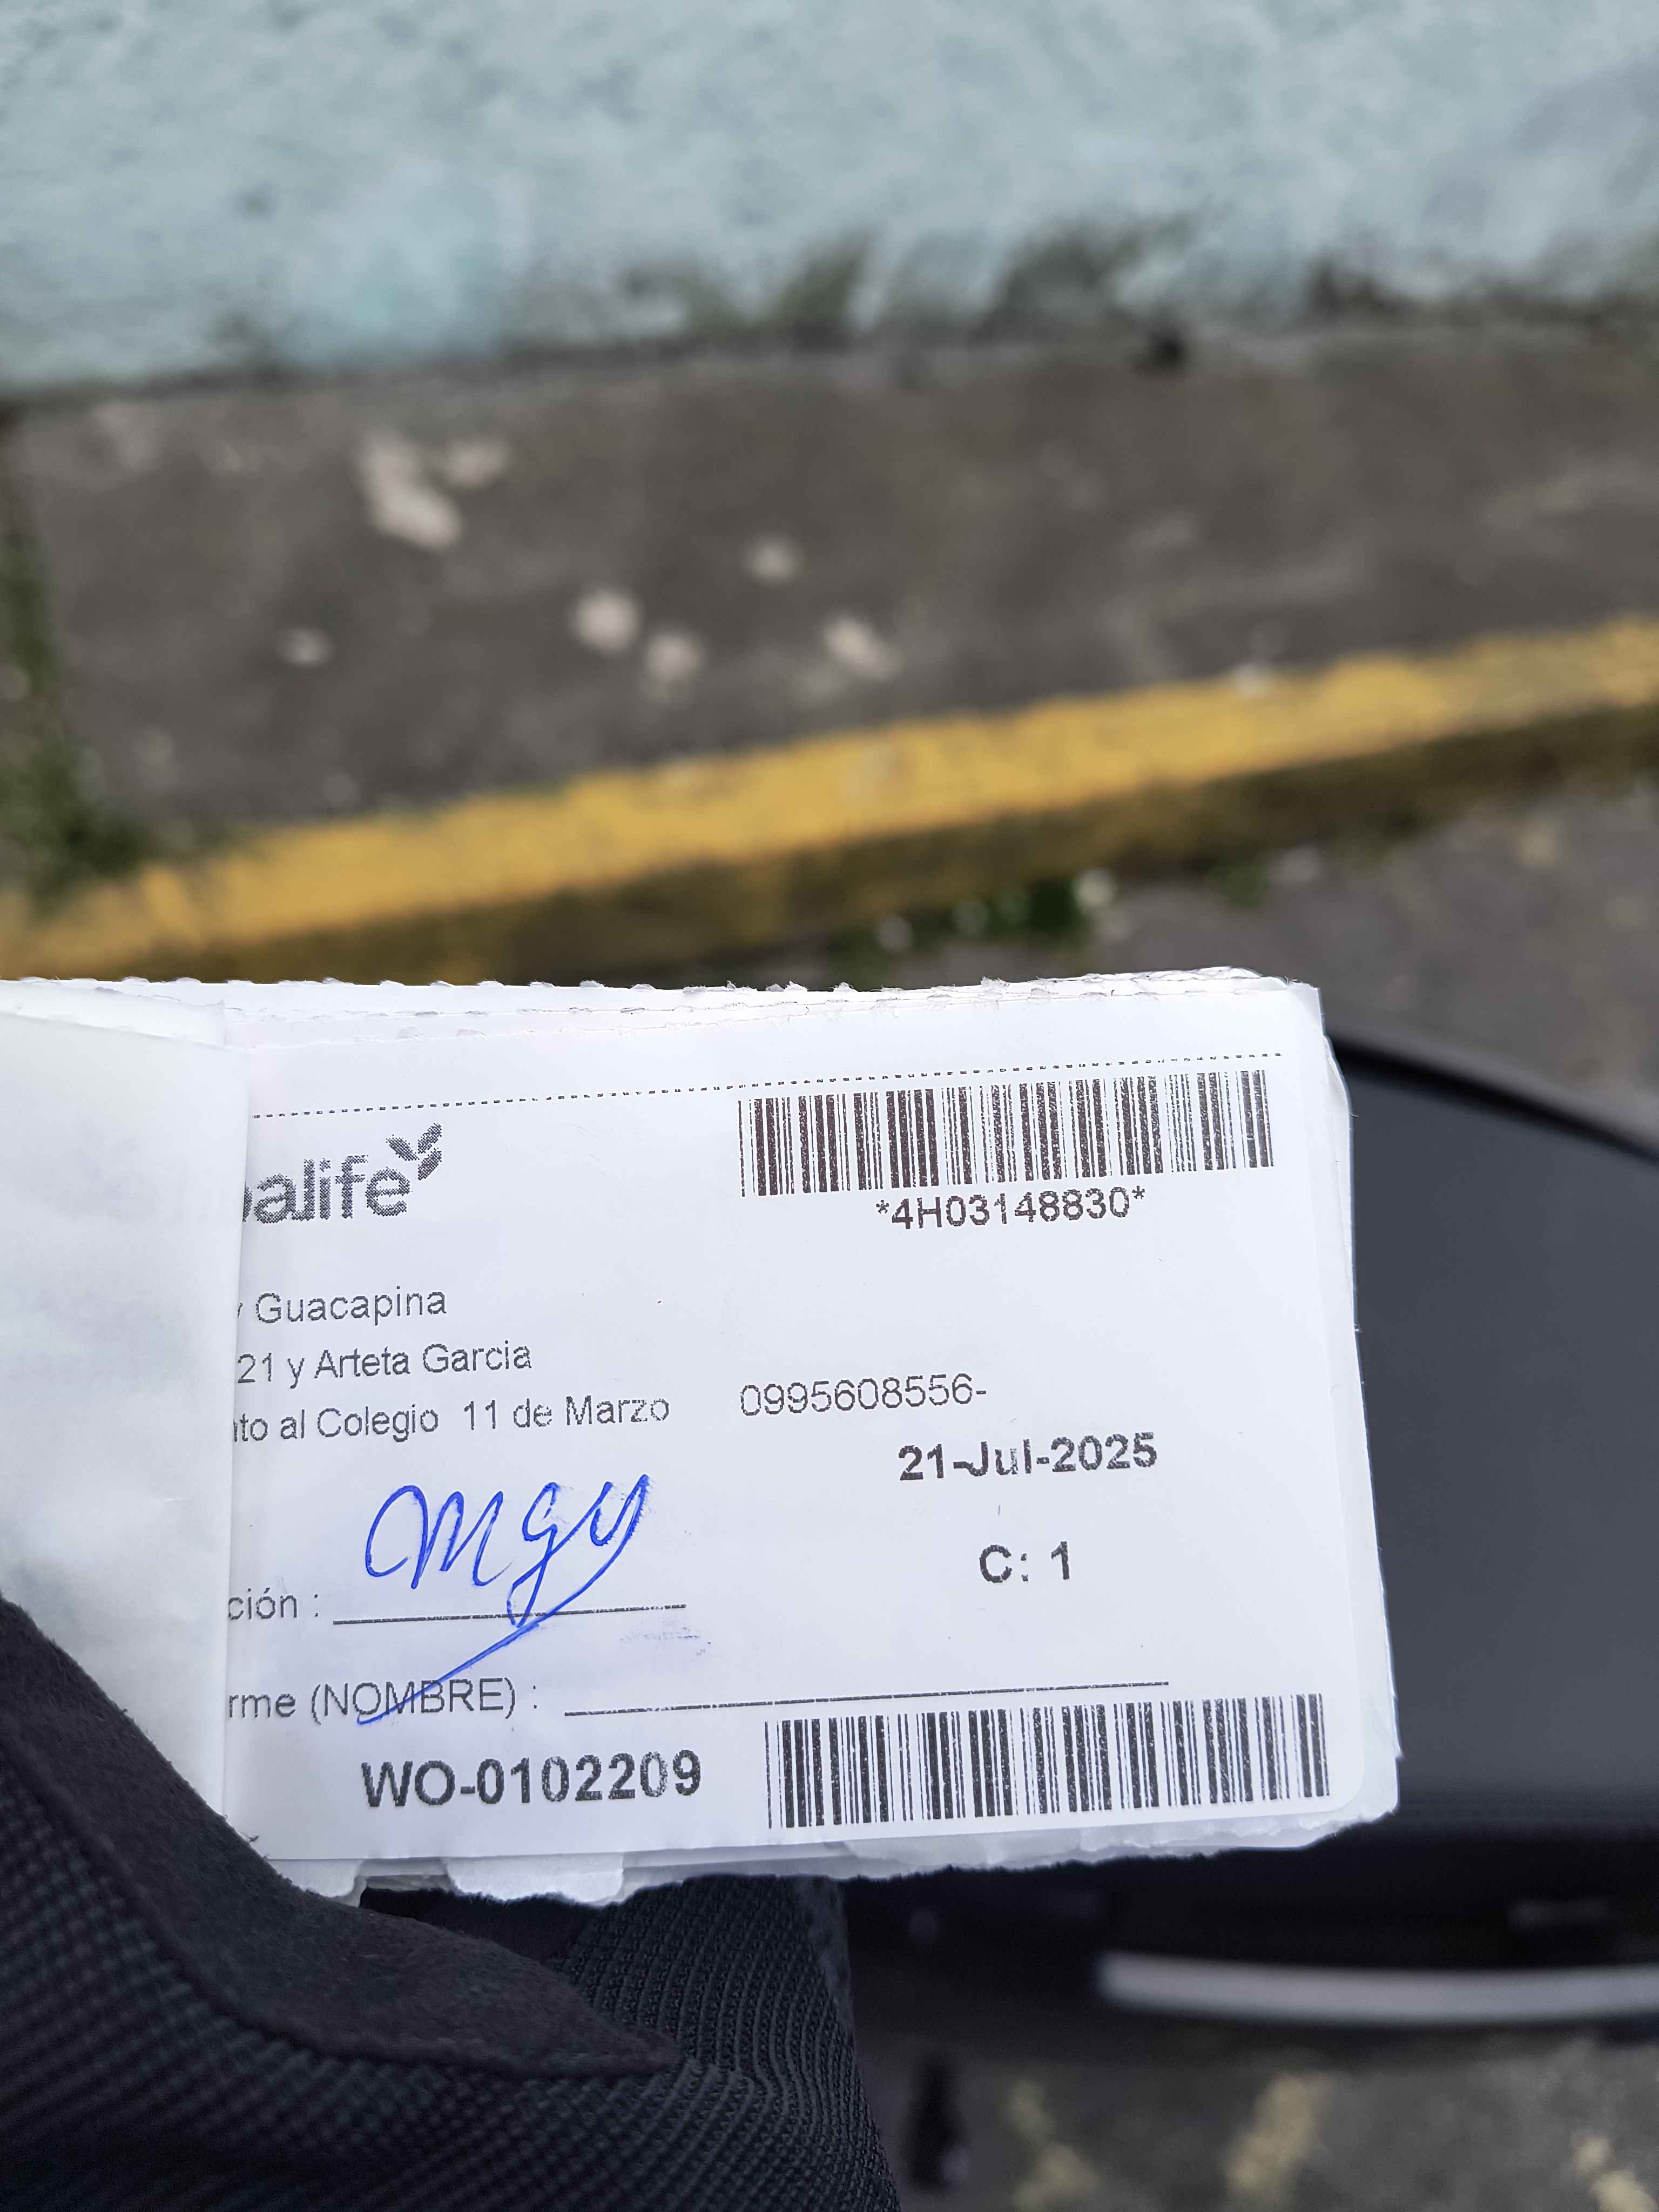 alife
*4H03148830*
Guacapina
21 y Arteta Garcia
al Colegio 11 de Marzo
0995608556-
21-Jul-2025
C: 1
ción :
rme (NOMBRE) :
WO-0102209